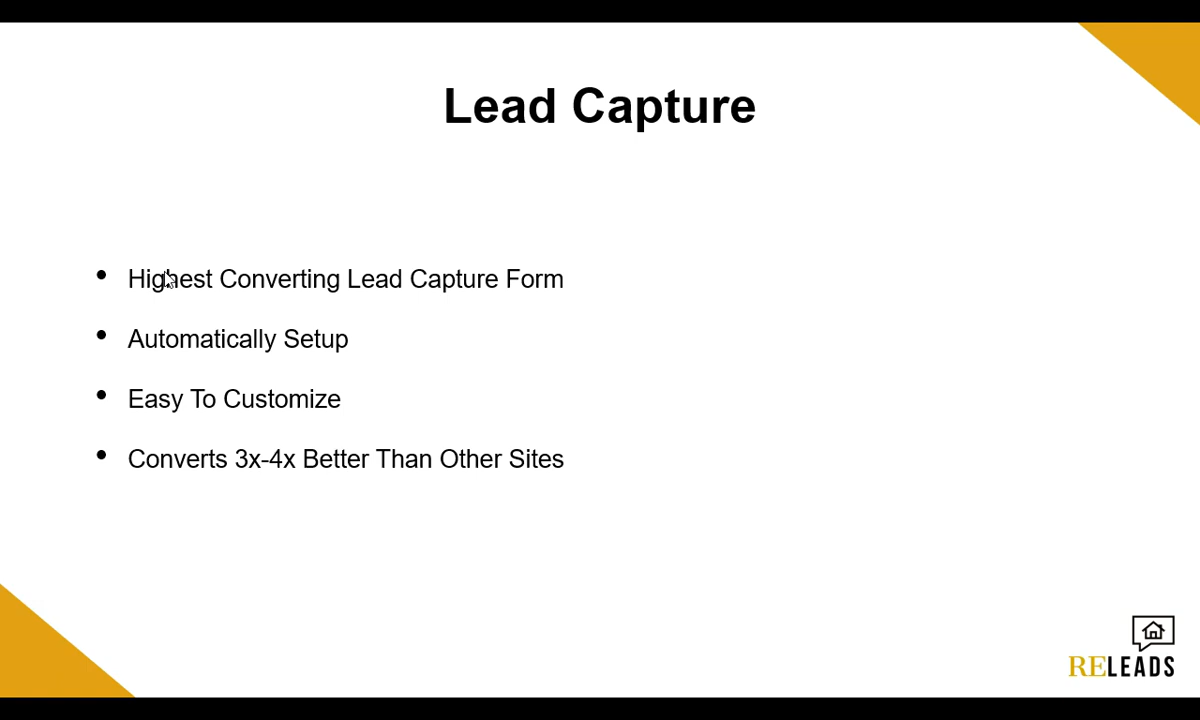 Lead Capture
• Highest Converting Lead Capture Form
• Automatically Setup
• Easy To Customize
• Converts 3x-4x Better Than Other Sites
RELEADS